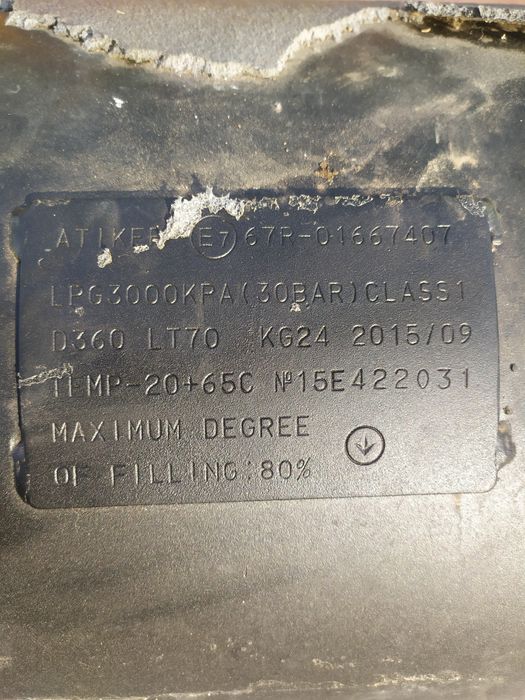 ATIKER E7 67R-01667407
LPG3000KPA(30BAR)CLASS1
D360 LT70 KG24 2015/09
TEMP-20+65C №15E422031
MAXIMUM DEGREE
OF FILLING:80%